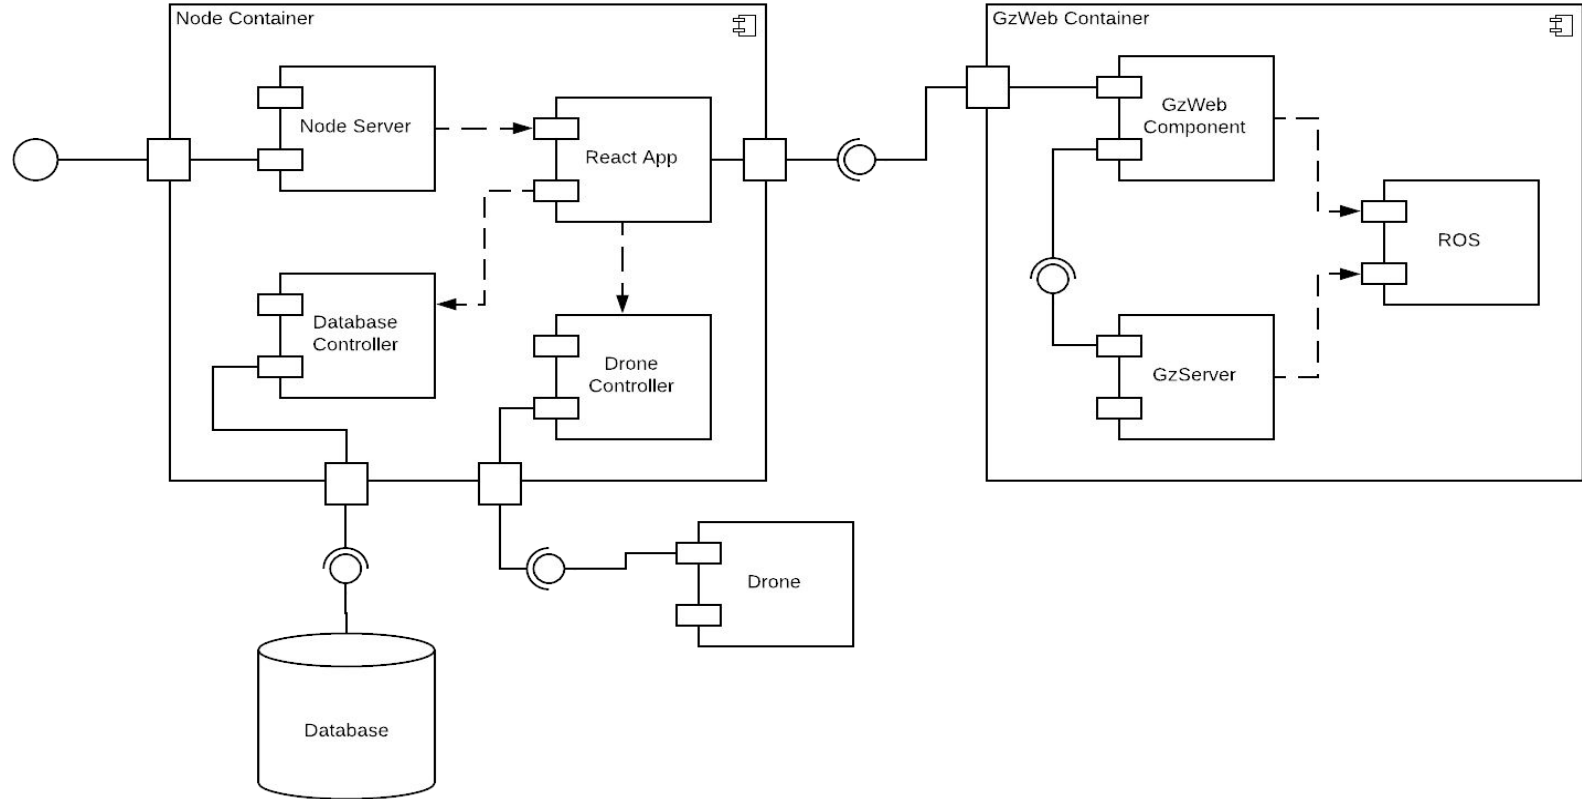 Node Container
GzWeb Container
Node Server
React App
GzWeb
Component
ROS
Database
Controller
Drone
Controller
GzServer
Drone
Database